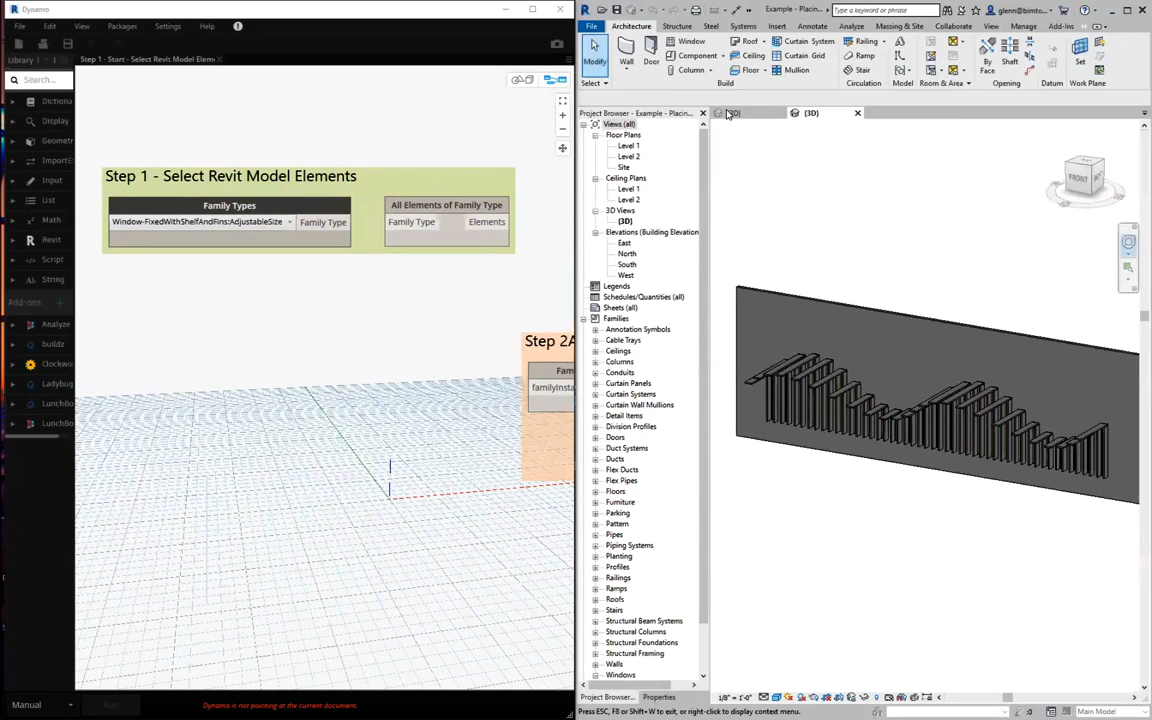 Dynamo
File Edit View Packages Settings Help
Library
Step 1 - Start - Select Revit Model Elem
Search...
Dictiona
Display
Geomet
ImportE
Input
List
Math
Revit
Script
String
Add-ons
Analyze
buildz
Clockwo
Ladybug
LunchBo
LunchBo
Step 1 - Select Revit Model Elements
Family Types
Window-FixedWithShelfAndFins:AdjustableSize Family Type
All Elements of Family Type
Family Type Elements
Step 2A
Fam
familyInsta
Manual
Dynamo is not pointing at the current document.
Example - Placin...
Type a keyword or phrase
glenn@bimto...
File Architecture Structure Steel Systems Insert Annotate Analyze Massing & Site Collaborate View Manage Add-Ins
Modify
Wall
Door
Window
Component
Column
Roof
Ceiling
Floor
Curtain System
Curtain Grid
Mullion
Railing
Ramp
Stair
By Face
Shaft
Set
Select
Build
Circulation
Model
Room & Area
Opening
Datum
Work Plane
Project Browser - Example - Placin...
(3D)
Views (all)
Floor Plans
Level 1
Level 2
Site
Ceiling Plans
Level 1
Level 2
3D Views
(3D)
Elevations (Building Elevation
East
North
South
West
Legends
Schedules/Quantities (all)
Sheets (all)
Families
Annotation Symbols
Cable Trays
Ceilings
Columns
Conduits
Curtain Panels
Curtain Systems
Curtain Wall Mullions
Detail Items
Division Profiles
Doors
Duct Systems
Ducts
Flex Ducts
Flex Pipes
Floors
Furniture
Parking
Pattern
Pipes
Piping Systems
Planting
Profiles
Railings
Ramps
Roofs
Stairs
Structural Beam Systems
Structural Columns
Structural Foundations
Structural Framing
Walls
Windows
FRONT
Project Browser... Properties
1/8" = 1'-0"
Press ESC, F8 or Shift+W to exit, or right-click to display context menu.
:0
Main Model